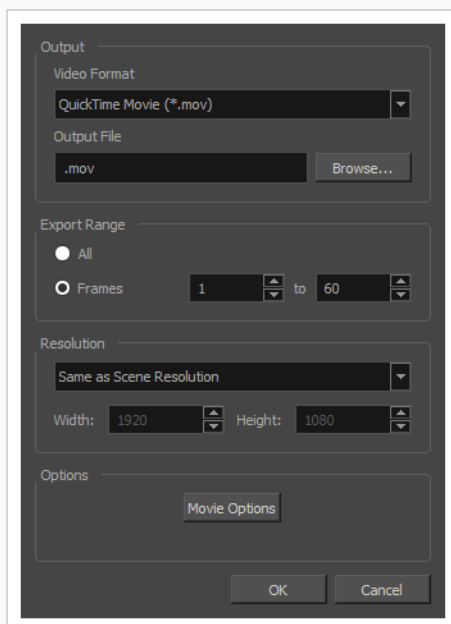 Output
Video Format
QuickTime Movie (*.mov)
Output File
.mov
Browse...
Export Range
All
Frames 1 to 60
Resolution
Same as Scene Resolution
Width: 1920 Height: 1080
Options
Movie Options
OK Cancel